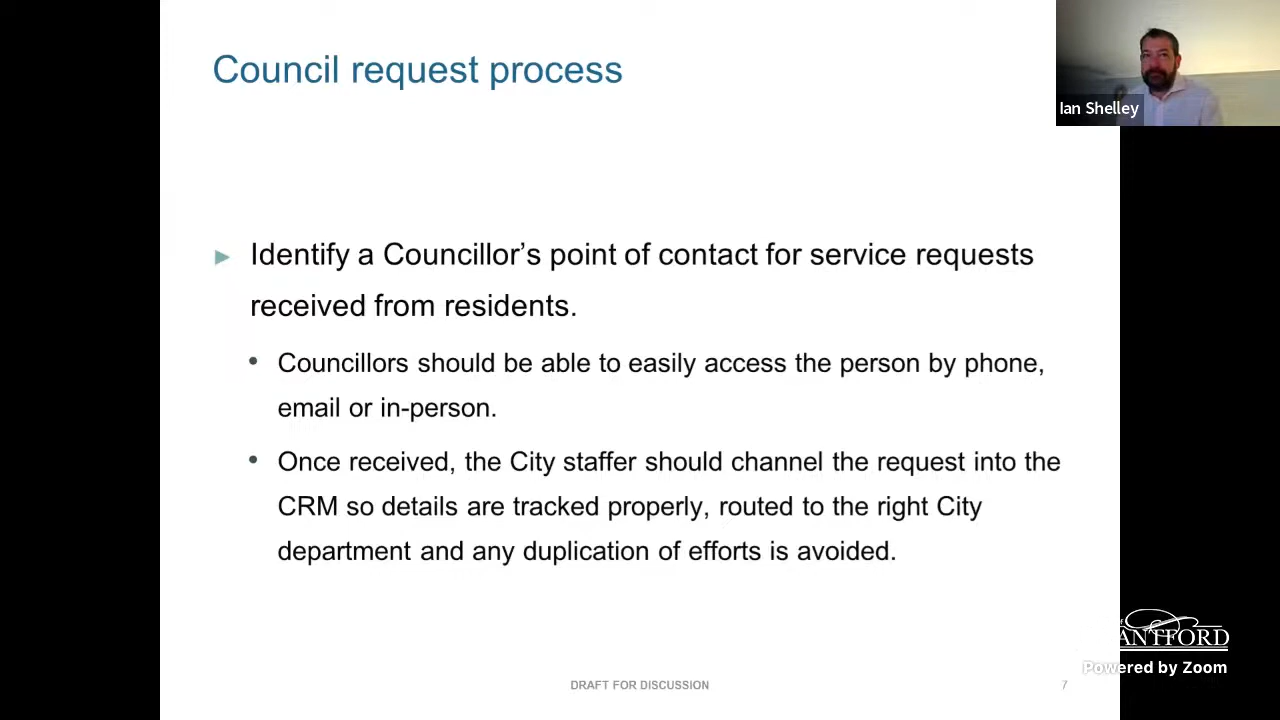 Council request process
Ian Shelley
► Identify a Councillor's point of contact for service requests
received from residents.
• Councillors should be able to easily access the person by phone,
email or in-person.
• Once received, the City staffer should channel the request into the
CRM so details are tracked properly, routed to the right City
department and any duplication of efforts is avoided.
ANTFORD
Powered by Zoom
DRAFT FOR DISCUSSION
7